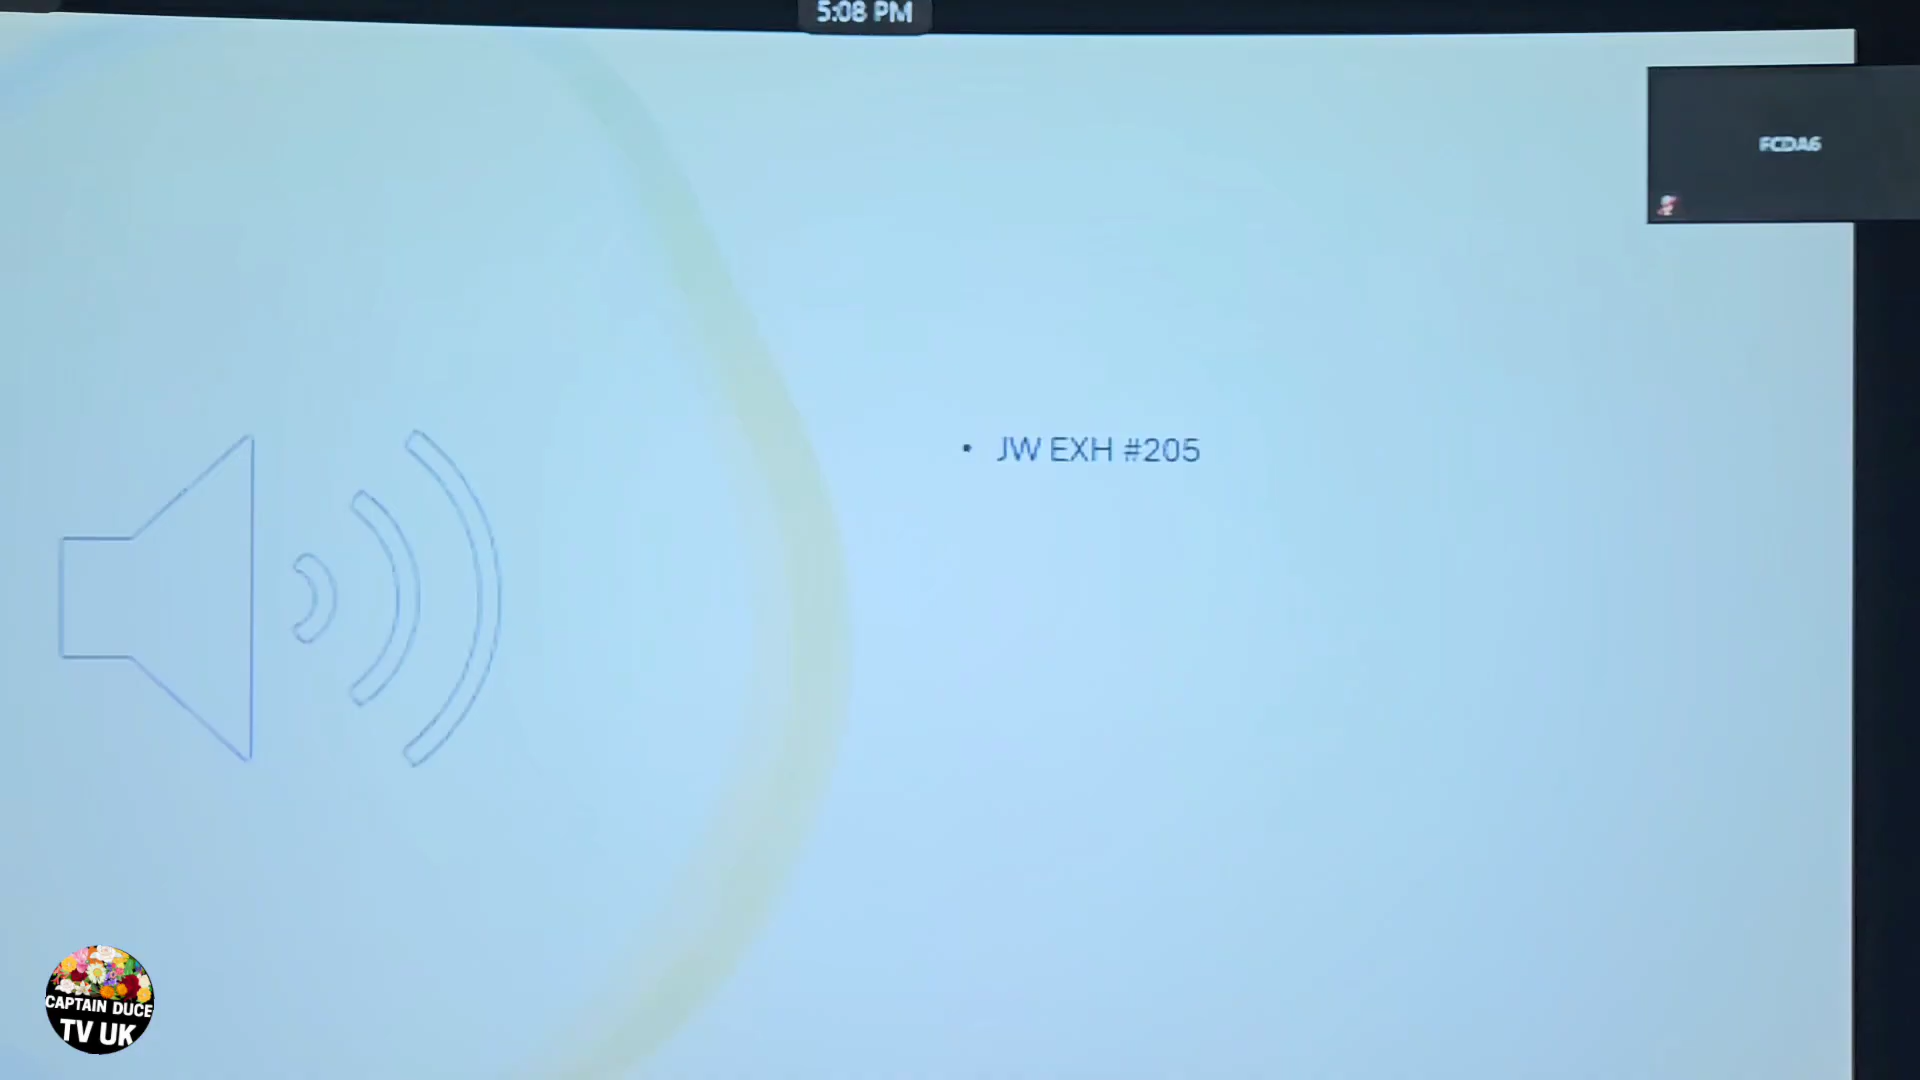 5:08 PM
FCDA6
• JW EXH #205
CAPTAIN DUCE
TV UK